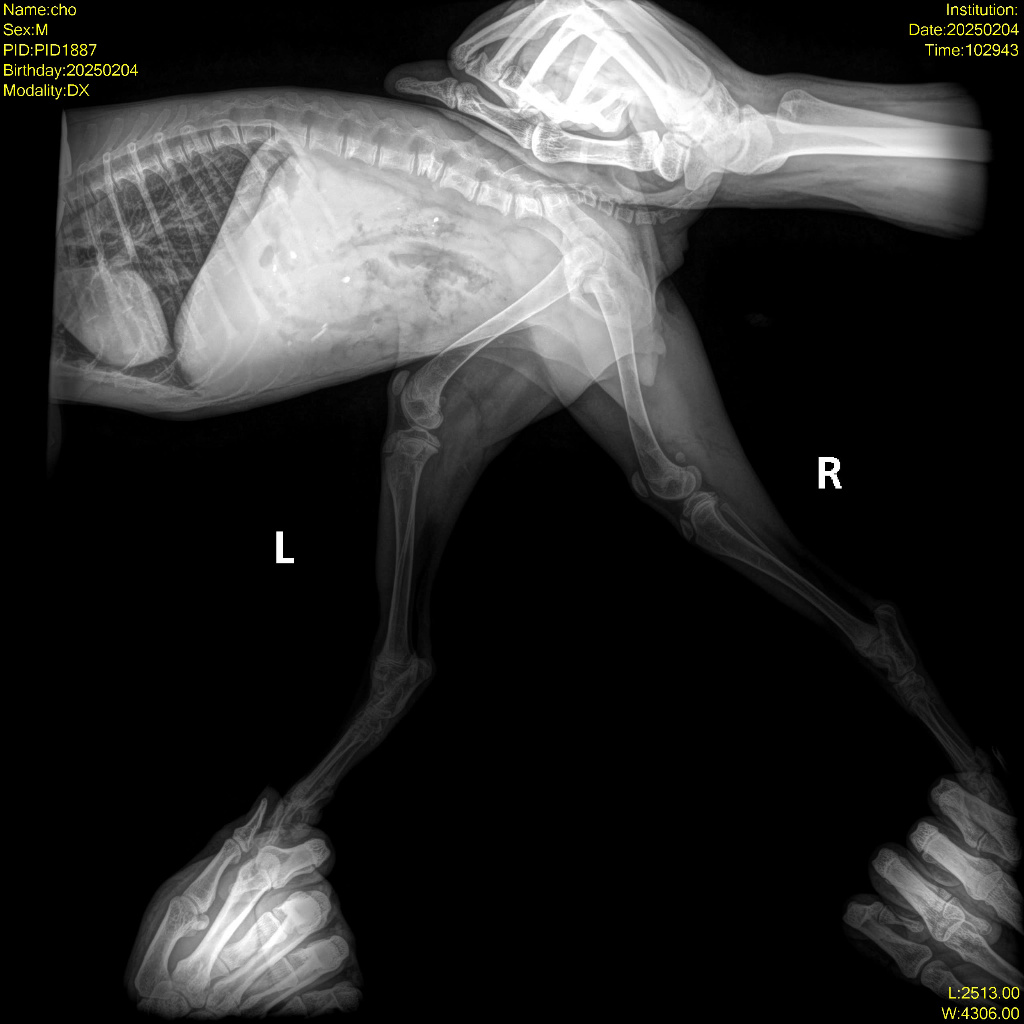 Name:cho
Sex:M
PID:PID1887
Birthday:20250204
Modality:DX
Institution:
Date:20250204
Time:102943
R
L
L:2513.00
W:4306.00